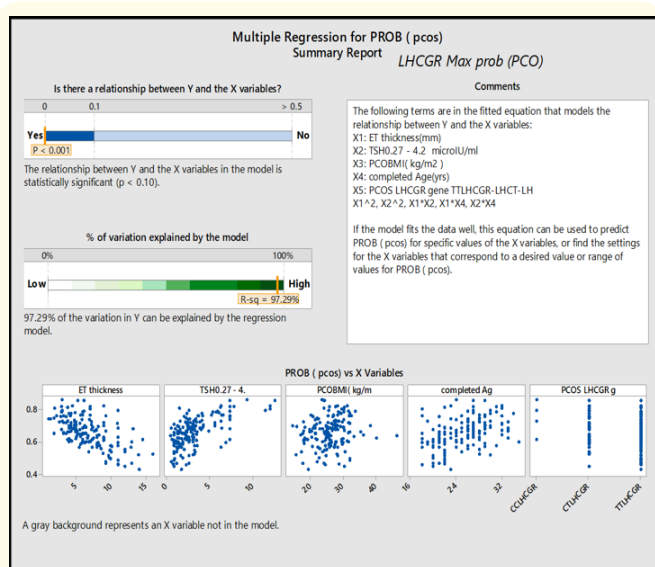 Multiple Regression for PROB ( pcos)
Summary Report
LHCGR Max prob (PCO)
Is there a relationship between Y and the X variables?
0 0.1 > 0.5
Yes No
P < 0.001
The relationship between Y and the X variables in the model is
statistically significant (p < 0.10).
% of variation explained by the model
0% 100%
Low High
R-sq = 97.29%
97.29% of the variation in Y can be explained by the regression
model.
Comments
The following terms are in the fitted equation that models the
relationship between Y and the X variables:
X1: ET thickness(mm)
X2: TSH0.27 - 4.2 microIU/ml
X3: PCOBMI( kg/m2 )
X4: completed Age(yrs)
X5: PCOS LHCGR gene TTLHCGR-LHCT-LH
X1^2, X2^2, X1*X2, X1*X4, X2*X4
If the model fits the data well, this equation can be used to predict
PROB ( pcos) for specific values of the X variables, or find the settings
for the X variables that correspond to a desired value or range of
values for PROB ( pcos).
PROB ( pcos) vs X Variables
ET thickness TSH0.27 - 4. PCOBMI( kg/m completed Ag PCOS LHCGR g
0.8
0.6
0.4
5 10 15 0 5 10 20 30 40 16 24 32 CCLHCGR CTLHCGR TTLHCGR
A gray background represents an X variable not in the model.